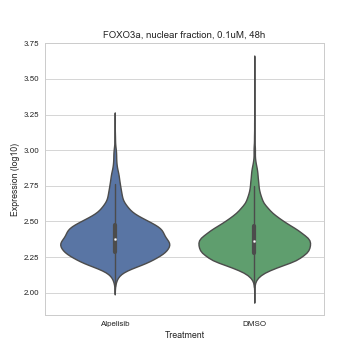 FOXO3a, nuclear fraction, 0.1uM, 48h
3.75
3.50
3.25
3.00
2.75
2.50
2.25
2.00
Expression (log10)
Alpelisib
DMSO
Treatment